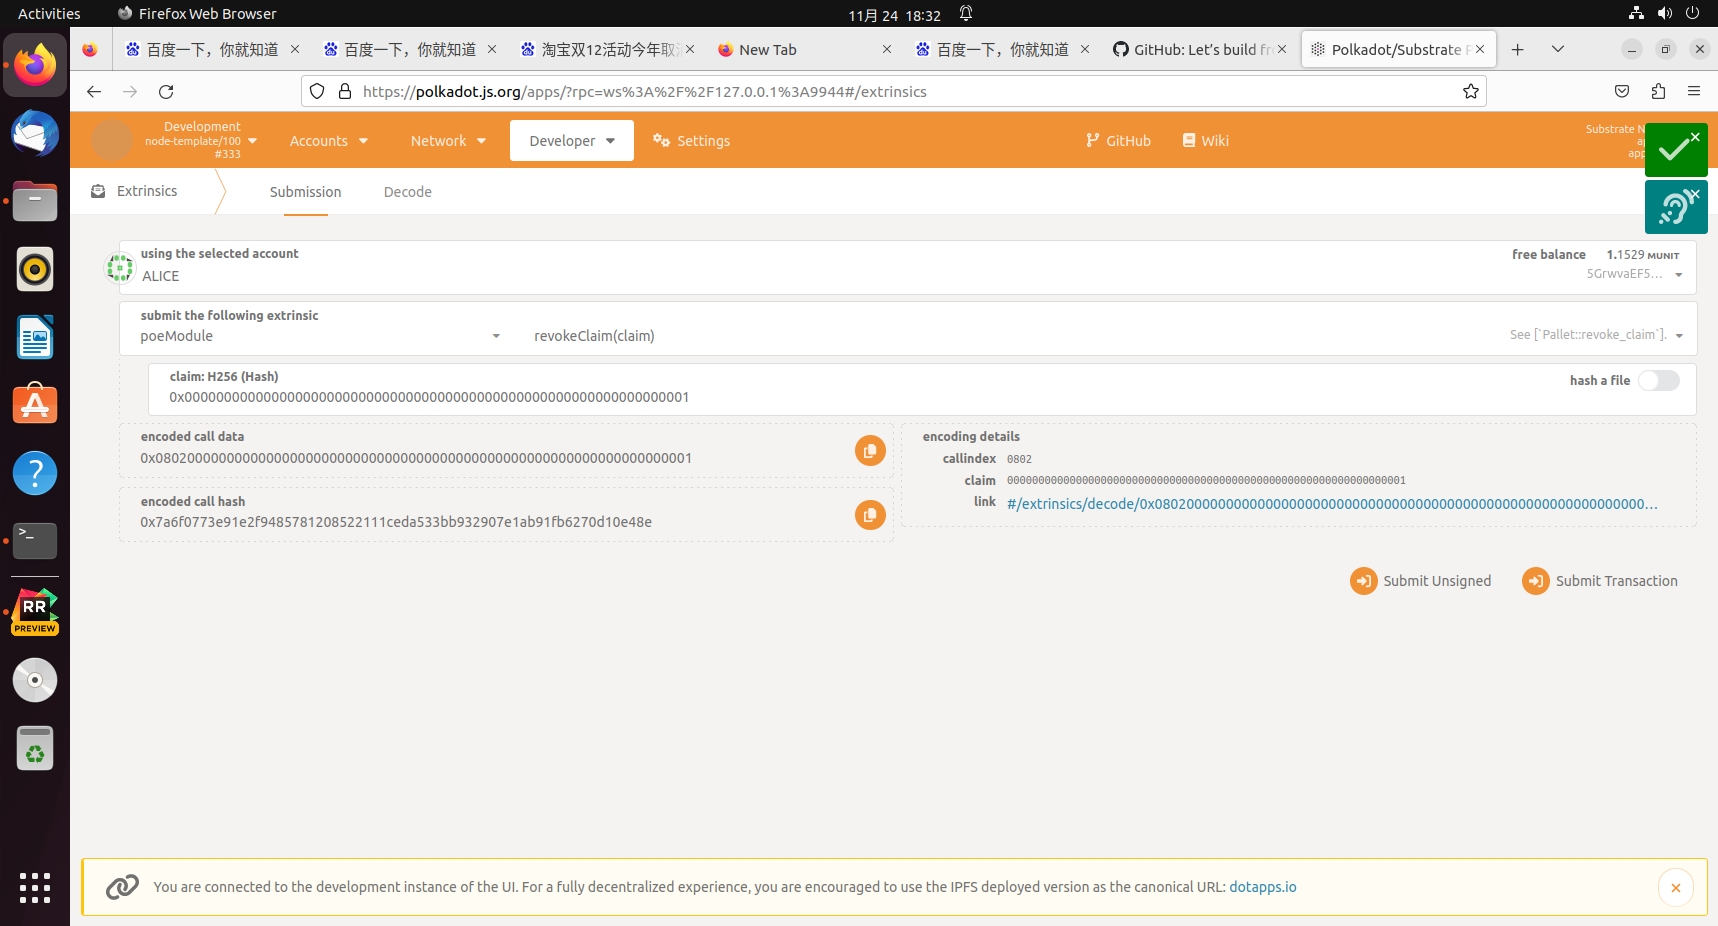 Activities
Firefox Web Browser
11月 24 18:32
百度一下，你就知道
百度一下，你就知道
淘宝双12活动今年取
New Tab
百度一下，你就知道
GitHub: Let's build fr
Polkadot/Substrate P
https://polkadot.js.org/apps/?rpc=ws%3A%2F%2F127.0.0.1%3A9944#/extrinsics
Development
node-template/100
#333
Accounts
Network
Developer
Settings
GitHub
Wiki
Substrate N
ap
app
Extrinsics
Submission
Decode
using the selected account
ALICE
free balance 1.1529 MUNIT
5GrwvaEF5...
submit the following extrinsic
poeModule
revokeClaim(claim)
See [`Pallet::revoke_claim`].
claim: H256 (Hash)
0x0000000000000000000000000000000000000000000000000000000000000001
hash a file
encoded call data
0x08020000000000000000000000000000000000000000000000000000000000000001
encoded call hash
0x7a6f0773e91e2f9485781208522111ceda533bb932907e1ab91fb6270d10e48e
encoding details
callindex 0802
claim 0000000000000000000000000000000000000000000000000000000000000001
link #/extrinsics/decode/0x0802000000000000000000000000000000000000000000000000000000000...
Submit Unsigned
Submit Transaction
RR
PREVIEW
You are connected to the development instance of the UI. For a fully decentralized experience, you are encouraged to use the IPFS deployed version as the canonical URL: dotapps.io